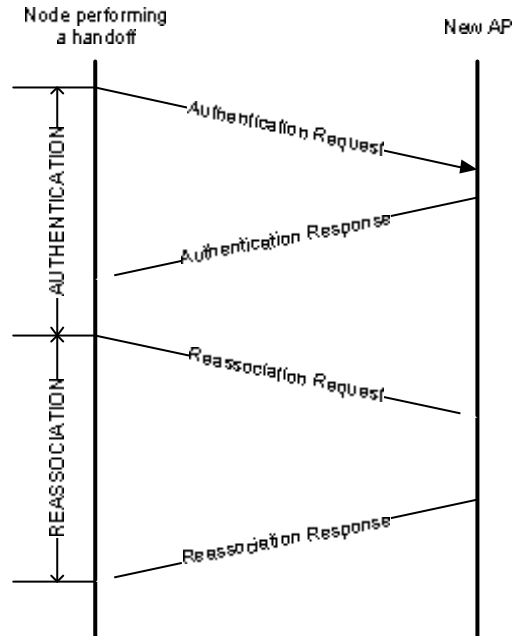 Node performing
a handoff
New AP
Authentication Request
AUTHENTICATION
Authentication Response
Reassociation Request
REASSOCIATION
Reassociation Response